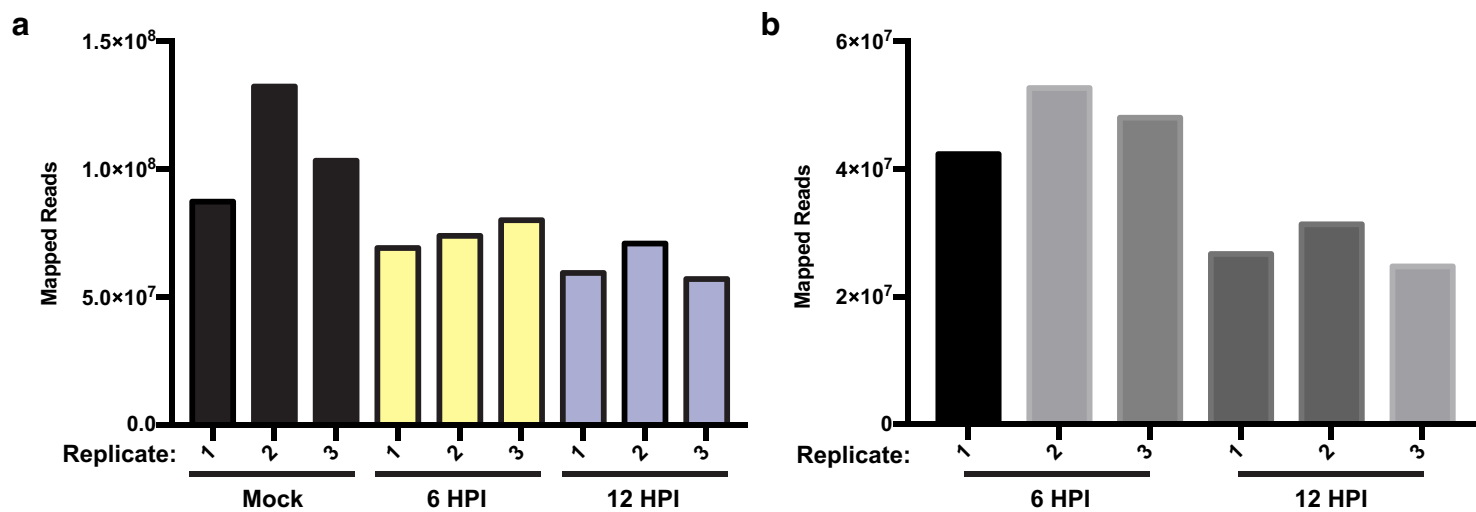 a
1.5×10⁸
1.0×10⁸
5.0×10⁷
0.0
Mapped Reads
Replicate: 1 2 3 1 2 3 1 2 3
Mock 6 HPI 12 HPI
b
6×10⁷
4×10⁷
2×10⁷
0
Mapped Reads
Replicate: 1 2 3 1 2 3
6 HPI 12 HPI